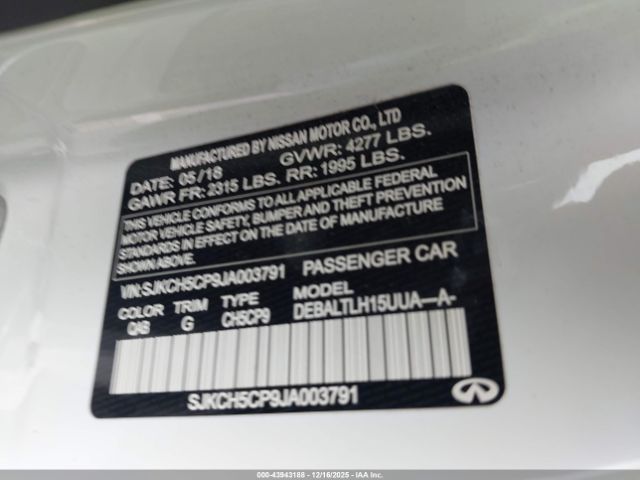 MANUFACTURED BY NISSAN MOTOR CO., LTD
DATE: 05/18 GVWR: 4277 LBS.
GAWR FR: 2315 LBS. RR: 1995 LBS.
THIS VEHICLE CONFORMS TO ALL APPLICABLE FEDERAL
MOTOR VEHICLE SAFETY, BUMPER AND THEFT PREVENTION
STANDARDS IN EFFECT ON THE DATE OF MANUFACTURE
SHOWN ABOVE.
VIN: SJKCH5CP9JA003791 PASSENGER CAR
COLOR TRIM TYPE MODEL
QAB G CH5CP9 DEBALTLH15UUA-A-
SJKCH5CP9JA003791
000-43943188 - 12/16/2025 - IAA Inc.